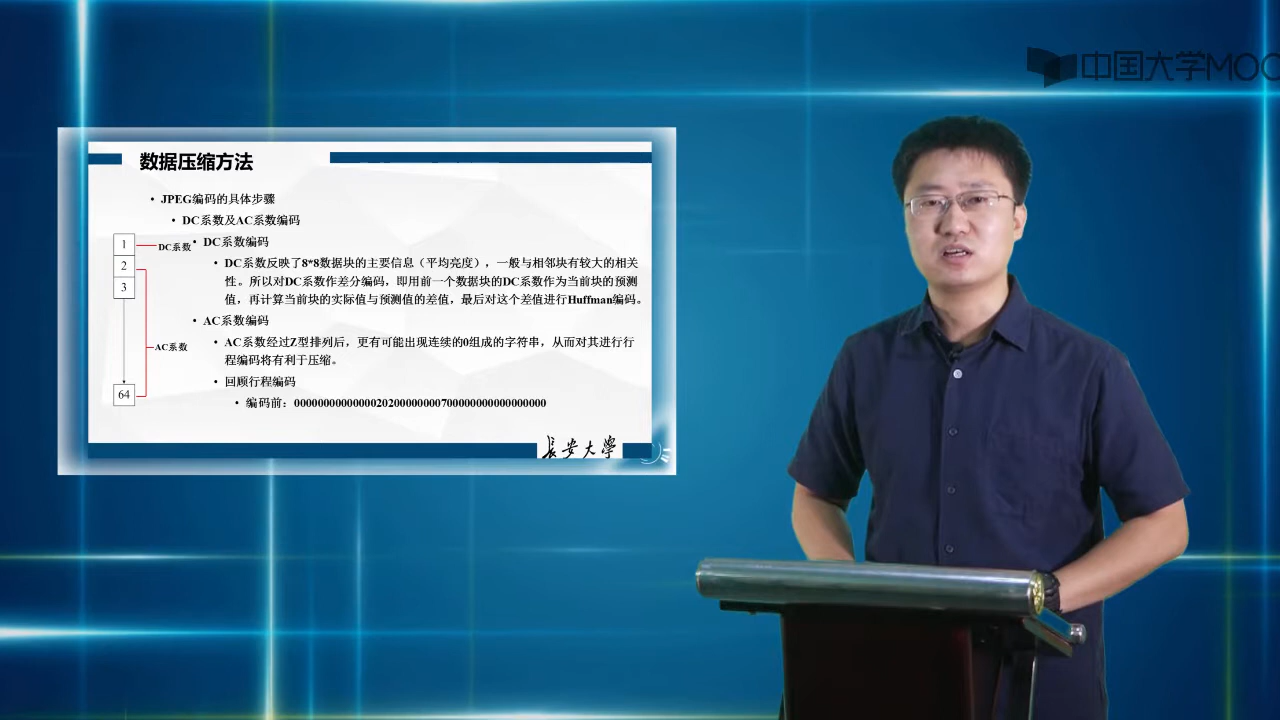 中国大学MOO
数据压缩方法
• JPEG编码的具体步骤
• DC系数及AC系数编码
1
DC系数
• DC系数编码
2
3
• DC系数反映了8*8数据块的主要信息（平均亮度），一般与相邻块有较大的相关
性。所以对DC系数作差分编码，即用前一个数据块的DC系数作为当前块的预测
值，再计算当前块的实际值与预测值的差值，最后对这个差值进行Huffman编码。
• AC系数编码
AC系数
• AC系数经过Z型排列后，更有可能出现连续的0组成的字符串，从而对其进行行
程编码将有利于压缩。
• 回顾行程编码
64
长安大学